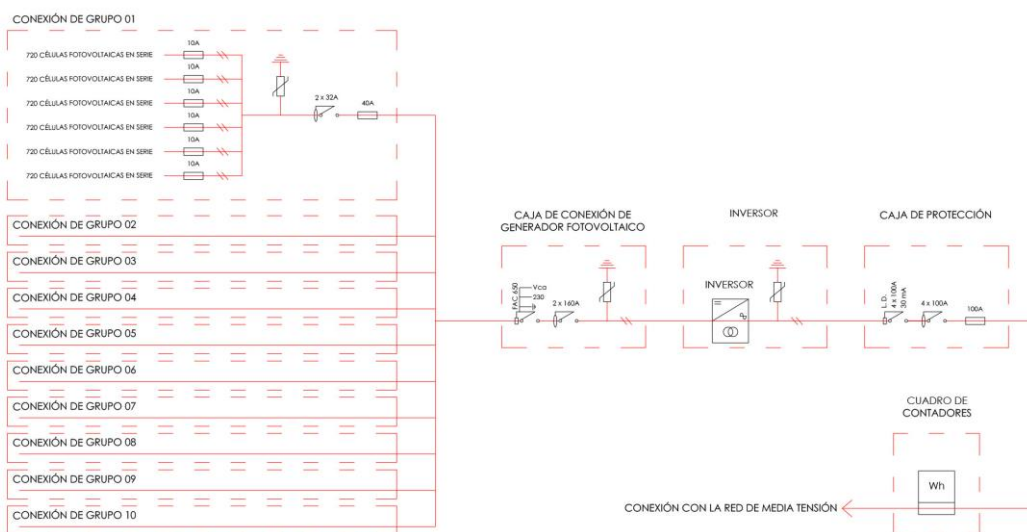 CONEXIÓN DE GRUPO 01
10A
720 CÉLULAS FOTOVOLTAICAS EN SERIE
10A
720 CÉLULAS FOTOVOLTAICAS EN SERIE
10A
720 CÉLULAS FOTOVOLTAICAS EN SERIE
10A
720 CÉLULAS FOTOVOLTAICAS EN SERIE
10A
720 CÉLULAS FOTOVOLTAICAS EN SERIE
10A
720 CÉLULAS FOTOVOLTAICAS EN SERIE
2 x 32A
40A
CONEXIÓN DE GRUPO 02
CONEXIÓN DE GRUPO 03
CONEXIÓN DE GRUPO 04
CONEXIÓN DE GRUPO 05
CONEXIÓN DE GRUPO 06
CONEXIÓN DE GRUPO 07
CONEXIÓN DE GRUPO 08
CONEXIÓN DE GRUPO 09
CONEXIÓN DE GRUPO 10
CAJA DE CONEXIÓN DE
GENERADOR FOTOVOLTAICO
PAC 650
Vca
230
2 x 160A
INVERSOR
INVERSOR
CAJA DE PROTECCIÓN
L.D.
4 x 100A
30 mA
4 x 100A
100A
CUADRO DE
CONTADORES
Wh
CONEXIÓN CON LA RED DE MEDIA TENSIÓN